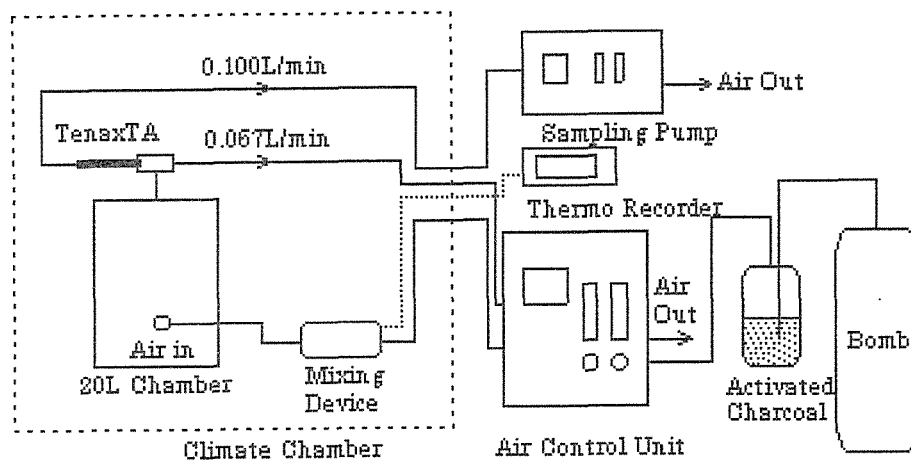 0.100L/min
Air Out
TenaxTA
0.067L/min
Sampling Pump
Thermo Recorder
Air
Out
Air in
20L Chamber
Mixing
Device
Bomb
Activated
Charcoal
Climate Chamber
Air Control Unit